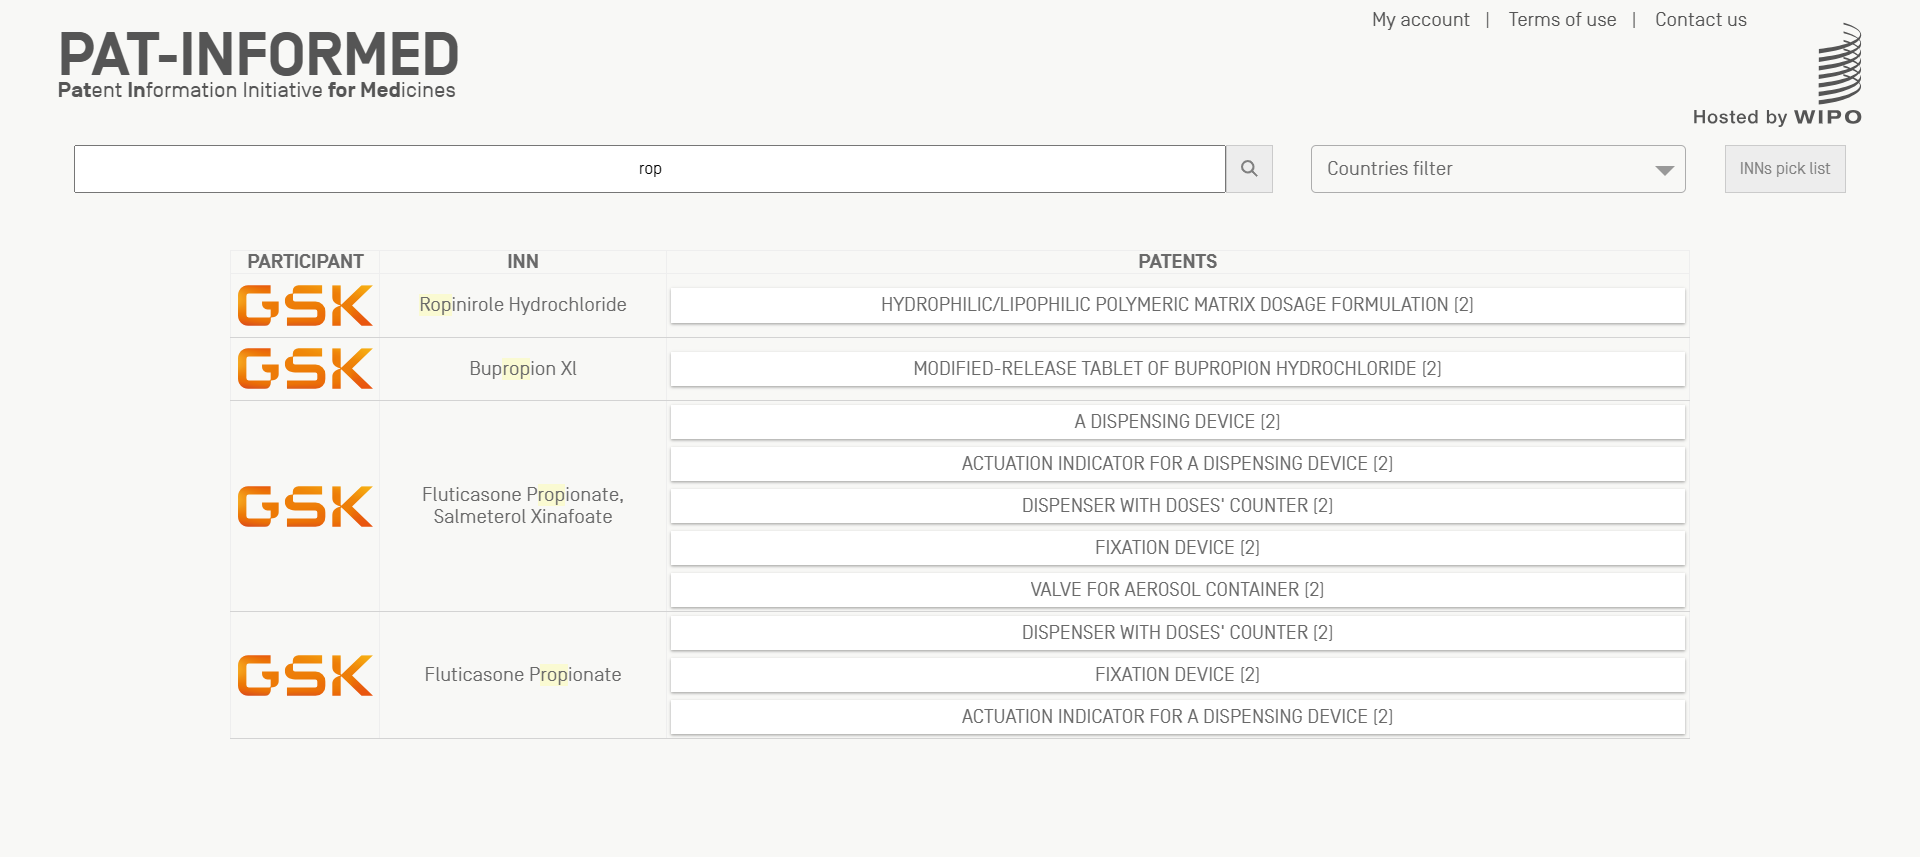 My account | Terms of use | Contact us
PAT-INFORMED
Patent Information Initiative for Medicines
Hosted by WIPO
rop
Countries filter
INNs pick list
PARTICIPANT INN PATENTS
GSK Ropinirole Hydrochloride HYDROPHILIC/LIPOPHILIC POLYMERIC MATRIX DOSAGE FORMULATION (2)
GSK Bupropion Xl MODIFIED-RELEASE TABLET OF BUPROPION HYDROCHLORIDE (2)
GSK
Fluticasone Propionate,
Salmeterol Xinafoate
A DISPENSING DEVICE (2)
ACTUATION INDICATOR FOR A DISPENSING DEVICE (2)
DISPENSER WITH DOSES' COUNTER (2)
FIXATION DEVICE (2)
VALVE FOR AEROSOL CONTAINER (2)
GSK
Fluticasone Propionate
DISPENSER WITH DOSES' COUNTER (2)
FIXATION DEVICE (2)
ACTUATION INDICATOR FOR A DISPENSING DEVICE (2)